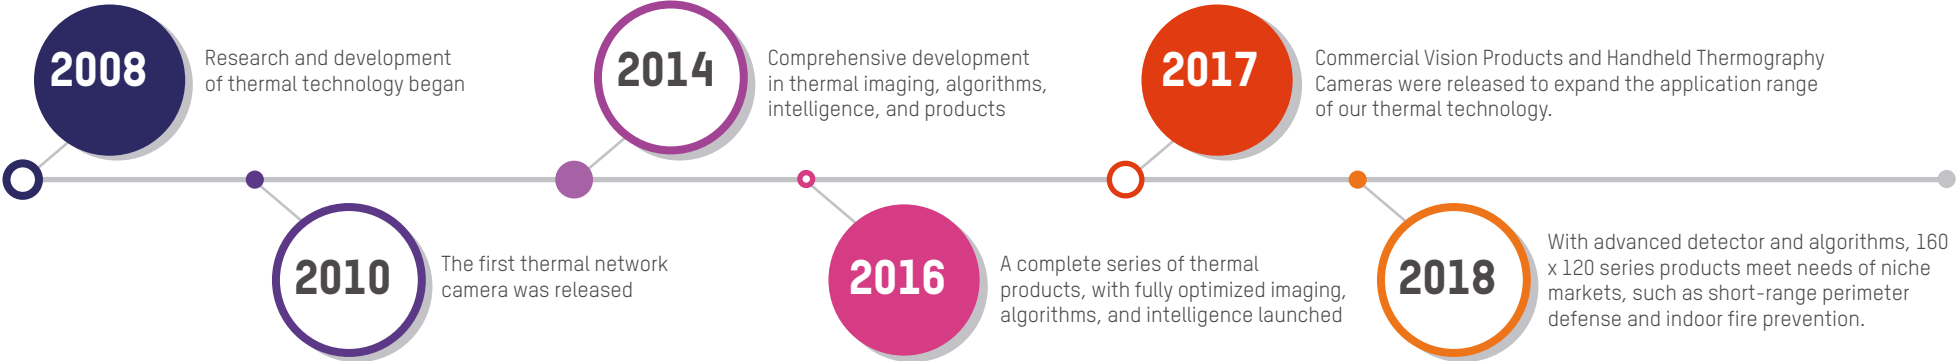 2008
Research and development
of thermal technology began
2010
The first thermal network
camera was released
2014
Comprehensive development
in thermal imaging, algorithms,
intelligence, and products
2016
A complete series of thermal
products, with fully optimized imaging,
algorithms, and intelligence launched
2017
Commercial Vision Products and Handheld Thermography
Cameras were released to expand the application range
of our thermal technology.
2018
With advanced detector and algorithms, 160
x 120 series products meet needs of niche
markets, such as short-range perimeter
defense and indoor fire prevention.